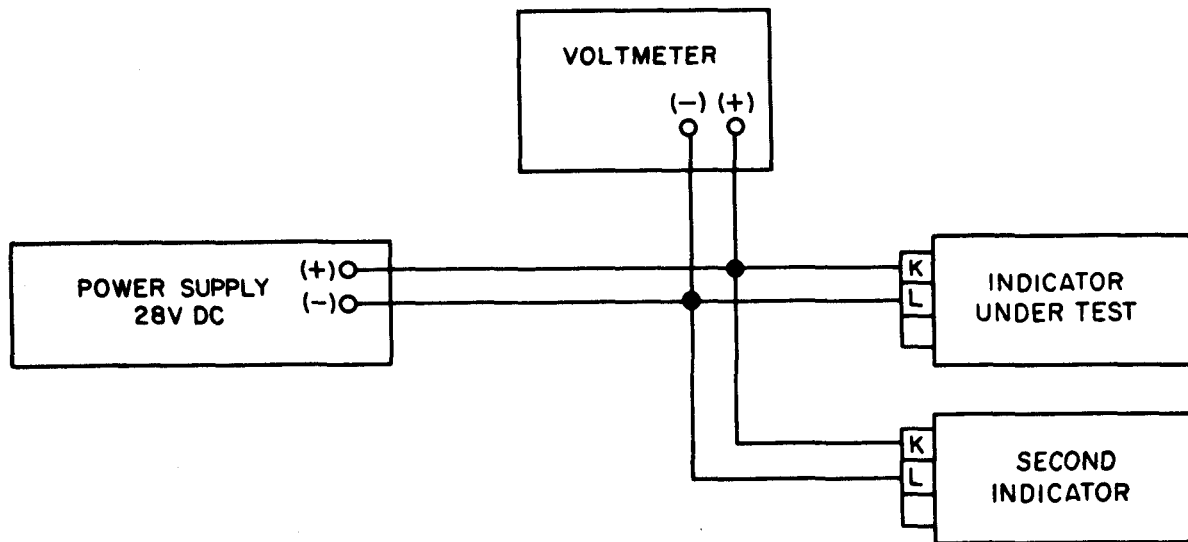 VOLTMETER
(-) (+)
POWER SUPPLY
28V DC
(+)
(-)
K
L
INDICATOR
UNDER TEST
K
L
SECOND
INDICATOR